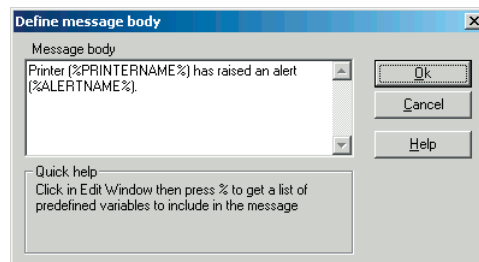 Define message body
Message body
Printer (%PRINTERNAME%) has raised an alert
(%ALERTNAME%).
Ok
Cancel
Help
Quick help
Click in Edit Window then press % to get a list of
predefined variables to include in the message